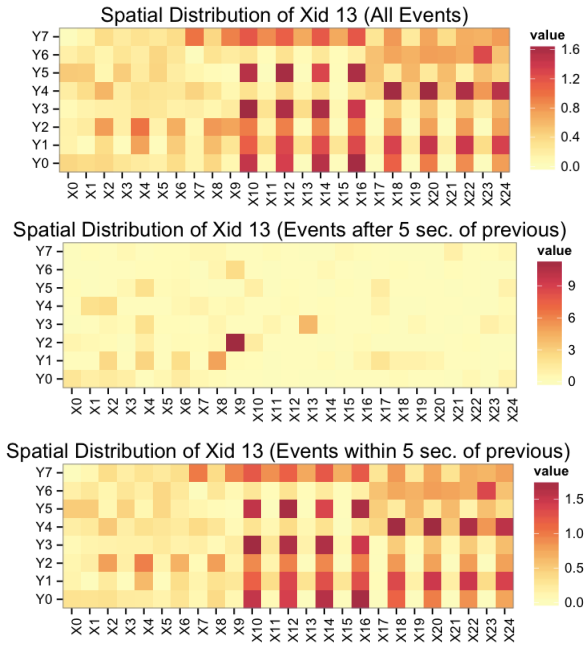 Spatial Distribution of Xid 13 (All Events)
value
Y7
Y6
Y5
Y4
Y3
Y2
Y1
Y0
1.6
1.2
0.8
0.4
0.0
X0 X1 X2 X3 X4 X5 X6 X7 X8 X9 X10 X11 X12 X13 X14 X15 X16 X17 X18 X19 X20 X21 X22 X23 X24
Spatial Distribution of Xid 13 (Events after 5 sec. of previous)
value
Y7
Y6
Y5
Y4
Y3
Y2
Y1
Y0
9
6
3
0
X0 X1 X2 X3 X4 X5 X6 X7 X8 X9 X10 X11 X12 X13 X14 X15 X16 X17 X18 X19 X20 X21 X22 X23 X24
Spatial Distribution of Xid 13 (Events within 5 sec. of previous)
value
Y7
Y6
Y5
Y4
Y3
Y2
Y1
Y0
1.5
1.0
0.5
0.0
X0 X1 X2 X3 X4 X5 X6 X7 X8 X9 X10 X11 X12 X13 X14 X15 X16 X17 X18 X19 X20 X21 X22 X23 X24